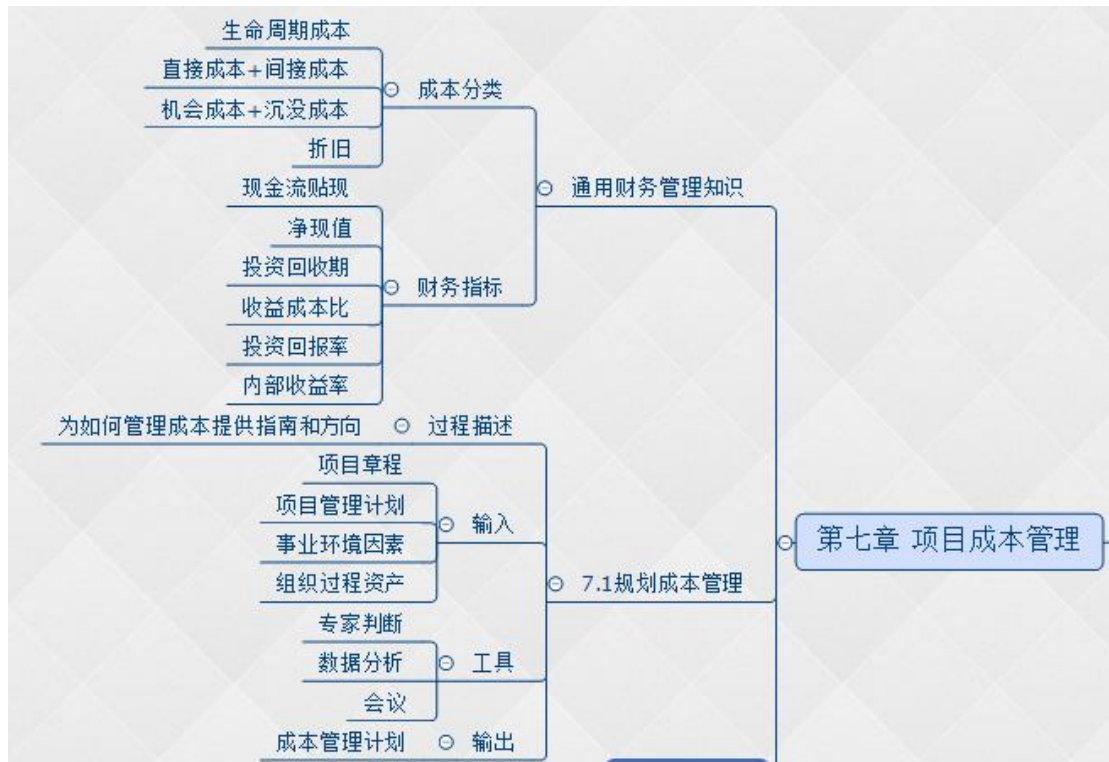 生命周期成本
直接成本+间接成本
机会成本+沉没成本
折旧
成本分类
现金流贴现
净现值
投资回收期
收益成本比
投资回报率
内部收益率
财务指标
通用财务管理知识
为如何管理成本提供指南和方向
过程描述
项目章程
项目管理计划
事业环境因素
组织过程资产
输入
专家判断
数据分析
会议
工具
成本管理计划
输出
7.1规划成本管理
第七章 项目成本管理